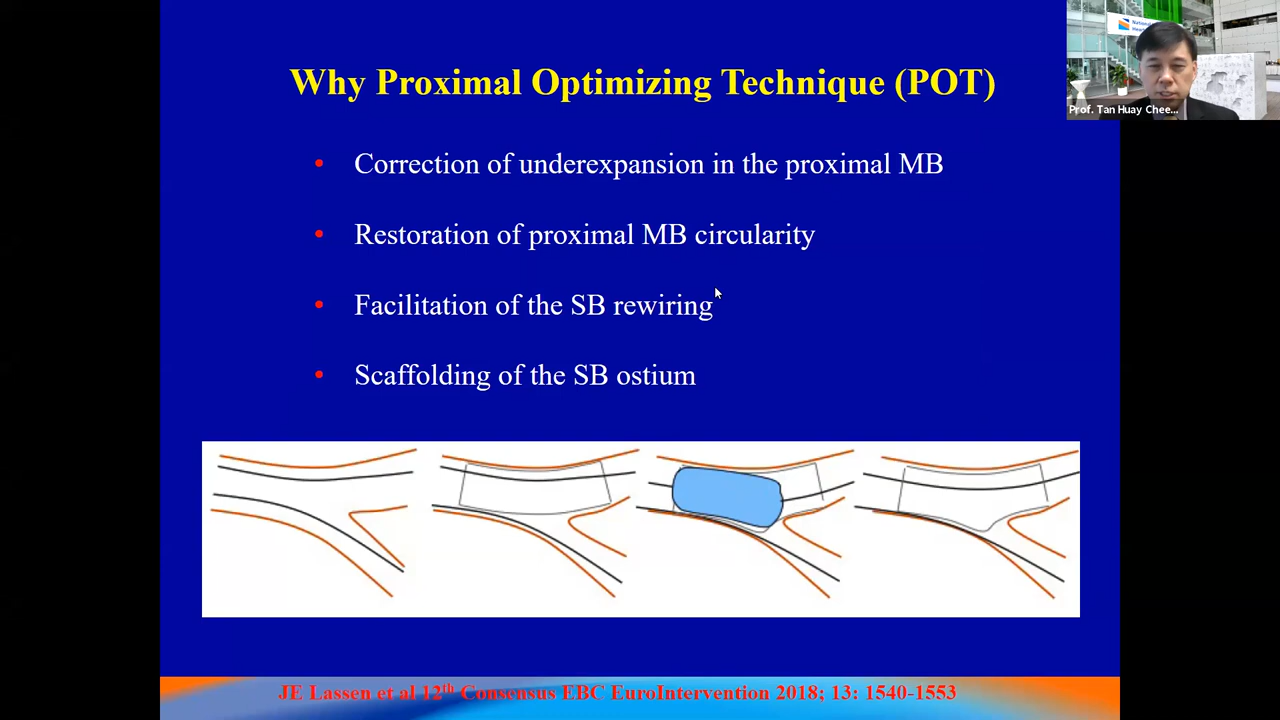 Why Proximal Optimizing Technique (POT)
National
Prof. Tan Huay Chee...
• Correction of underexpansion in the proximal MB
• Restoration of proximal MB circularity
• Facilitation of the SB rewiring
• Scaffolding of the SB ostium
JE Lassen et al 12th Consensus EBC EuroIntervention 2018; 13: 1540-1553